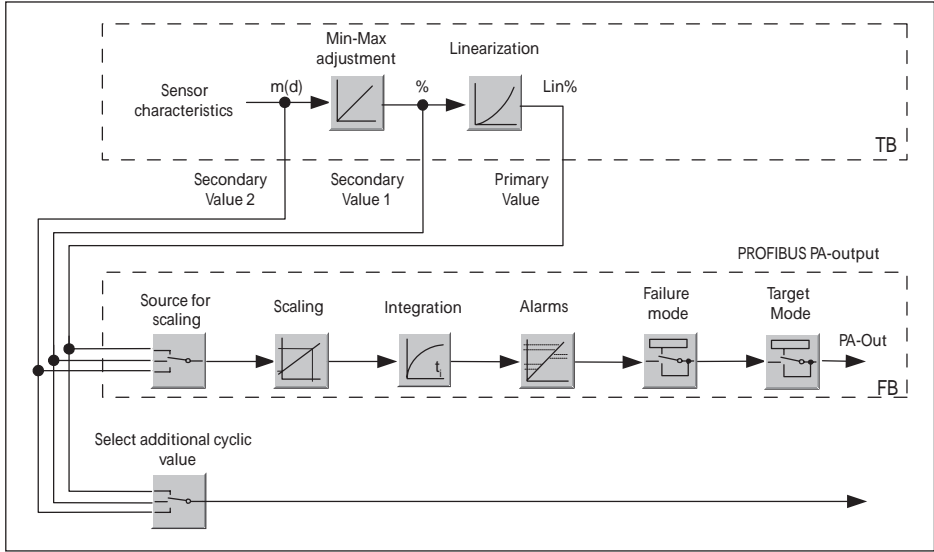 Min-Max
adjustment
Linearization
Sensor
characteristics
m(d)
%
Lin%
TB
Secondary
Value 2
Secondary
Value 1
Primary
Value
PROFIBUS PA-output
Source for
scaling
Scaling
Integration
Alarms
Failure
mode
Target
Mode
ti
PA-Out
FB
Select additional cyclic
value